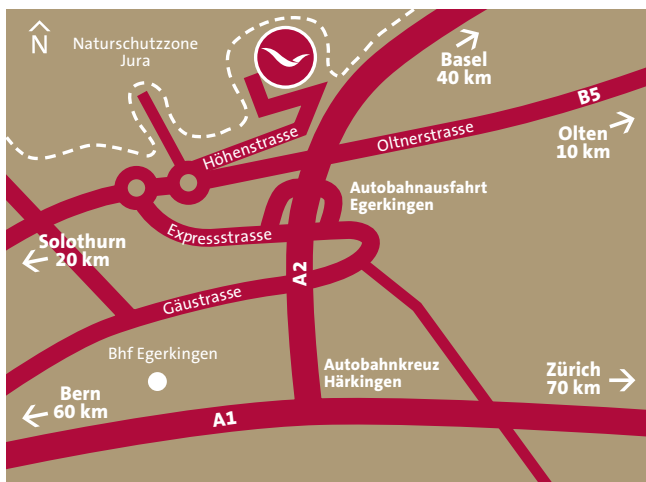 N
Naturschutzzone
Jura
Basel
40 km
B5
Höhenstrasse
Oltnerstrasse
Olten
10 km
Autobahnausfahrt
Egerkingen
Expressstrasse
Solothurn
20 km
A2
Gäustrasse
Bhf Egerkingen
Autobahnkreuz
Härkingen
Zürich
70 km
Bern
60 km
A1